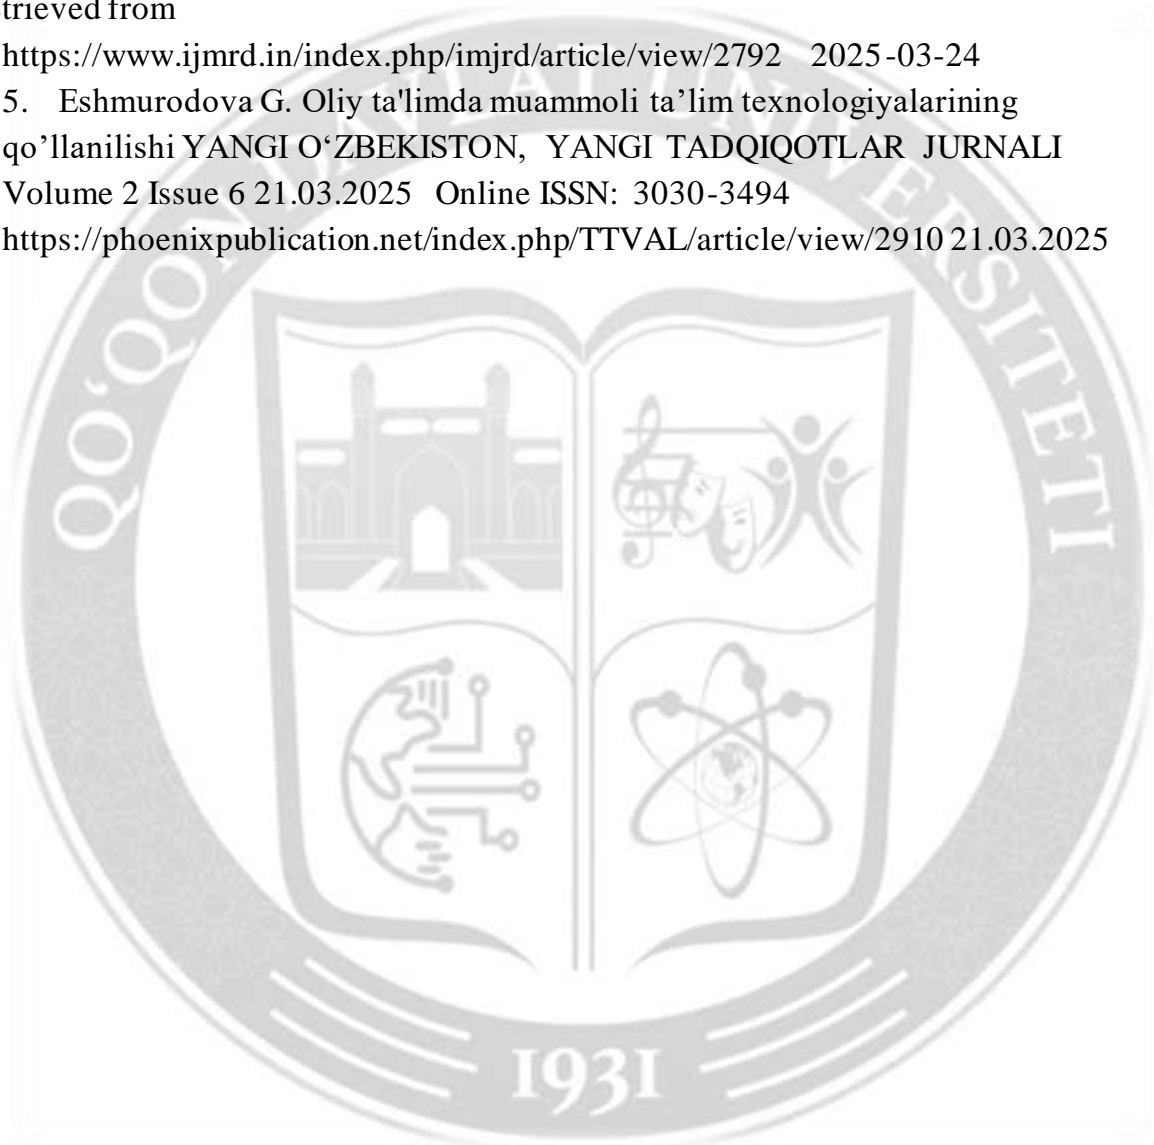 trieved from
https://www.ijmrd.in/index.php/imjrd/article/view/2792 2025-03-24
5. Eshmurodova G. Oliy ta'limda muammoli ta’lim texnologiyalarining
qo’llanilishi YANGI O‘ZBEKISTON, YANGI TADQIQOTLAR JURNALI
Volume 2 Issue 6 21.03.2025 Online ISSN: 3030-3494
https://phoenixpublication.net/index.php/TTVAL/article/view/2910 21.03.2025
QO‘QON DAVLAT UNIVERSITETI
1931